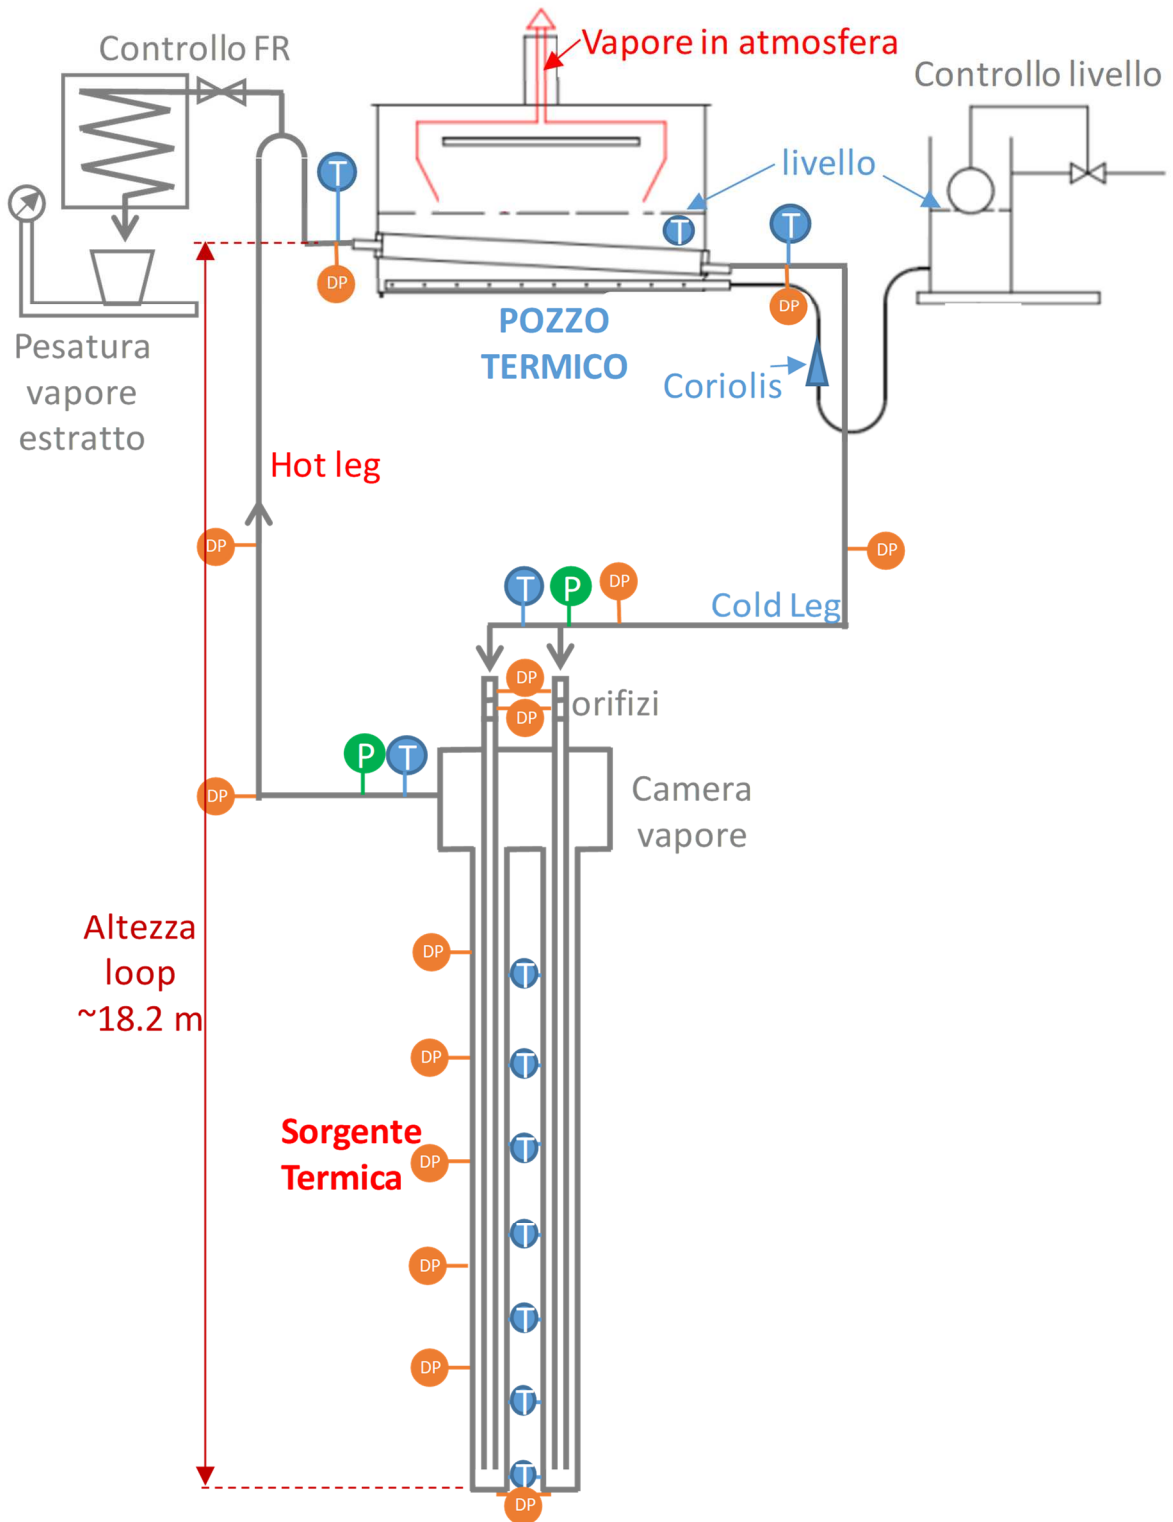 Controllo FR
Vapore in atmosfera
Controllo livello
T
livello
T
T
DP
DP
Pesatura
vapore
estratto
POZZO
TERMICO
Coriolis
Hot leg
DP
DP
T
P
DP
Cold Leg
DP
DP
orifizi
P
T
DP
Camera
vapore
Altezza
loop
~18.2 m
DP
T
DP
T
Sorgente
Termica
DP
T
DP
T
T
DP
T
T
DP